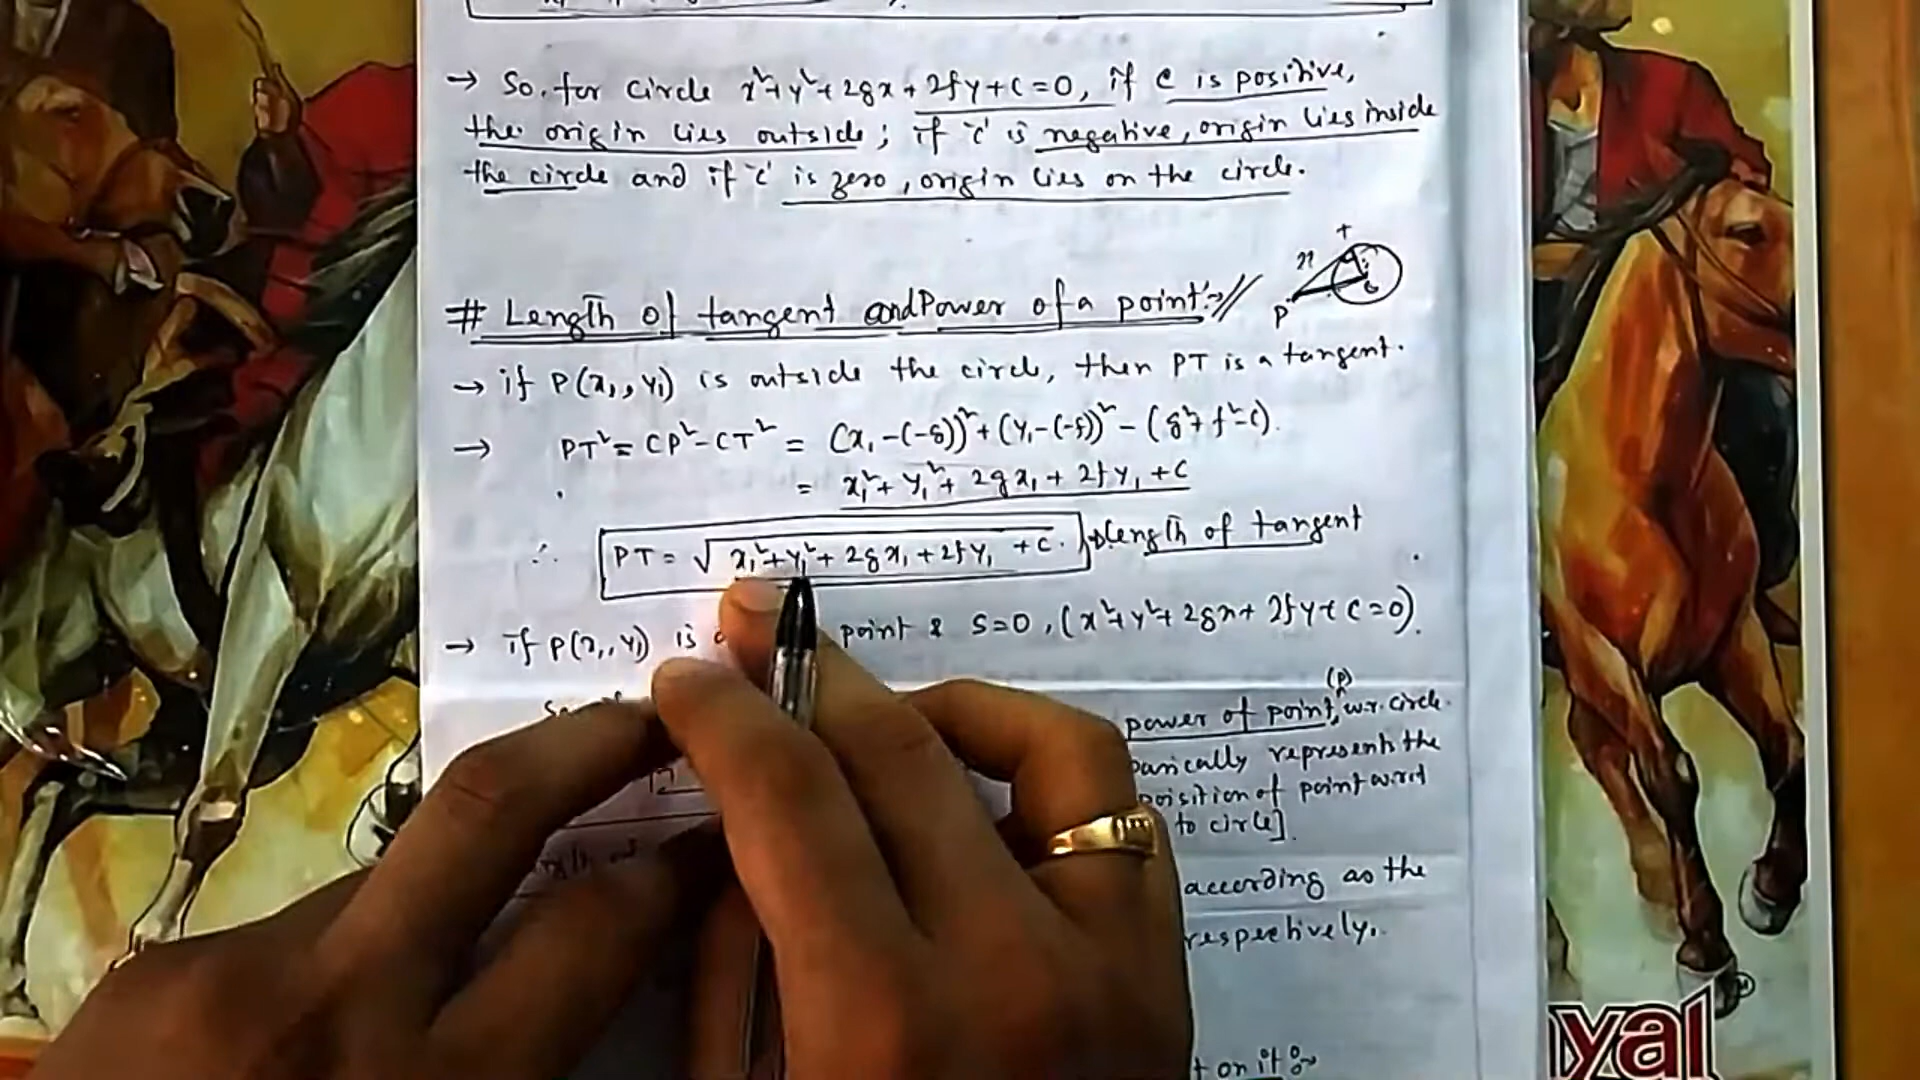 → So, for circle x²+y²+2gx+2fy+c=0, if c is positive,
the origin lies outside; if 'c' is negative, origin lies inside
the circle and if 'c' is zero, origin lies on the circle.
T
??
C
P
# Length of tangent and Power of a point:→//
→ if P(x₁,y₁) is outside the circle, then PT is a tangent.
→ PT² = CP²-CT² = (x₁-(-g))²+(y₁-(-f))²-(g²+f²-c).
= x₁²+y₁²+2gx₁+2fy₁+c
∴ PT = √x₁²+y₁²+2gx₁+2fy₁+c. → Length of tangent
→ if P(x₁,y₁) is point & S=0, (x²+y²+2gx+2fy+c=0).
(P)
power of point w.r. circle.
basically represents the
poisition of point w.r.t
to circle].
according as the
respectively.
t on it
yal